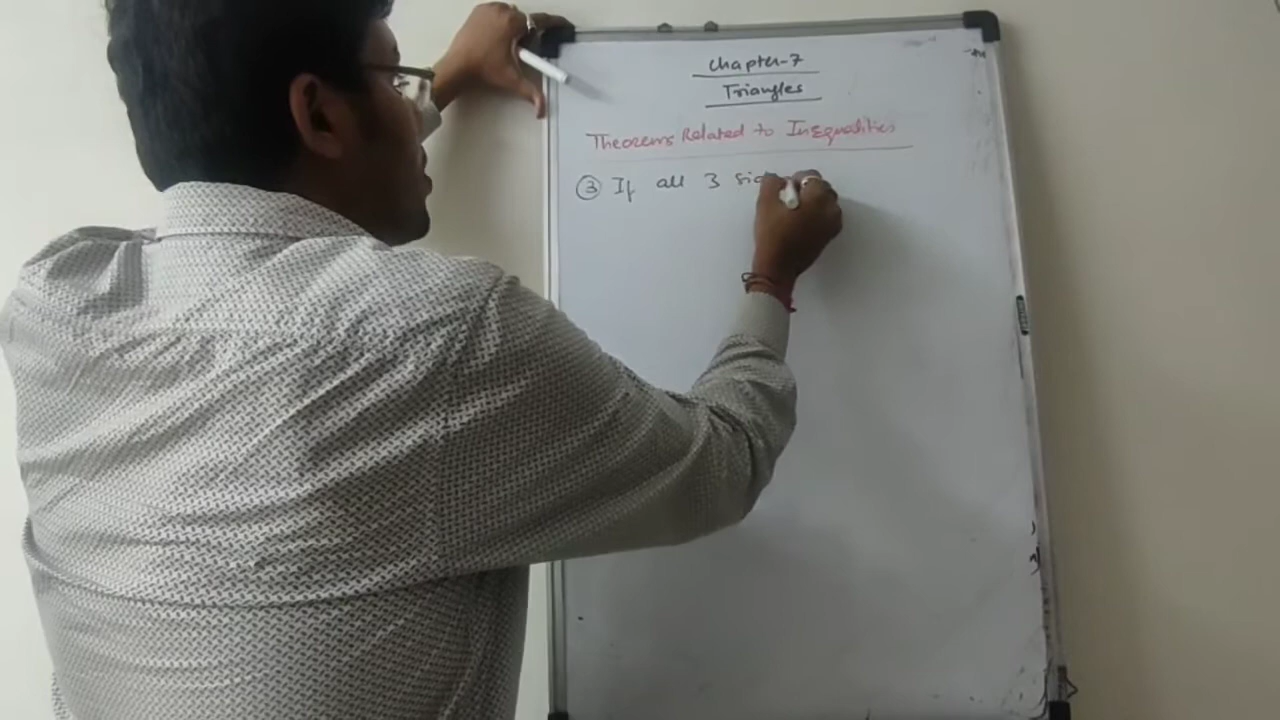 Chapter-7
Triangles
Theorems Related to Inequalities
③ If all 3